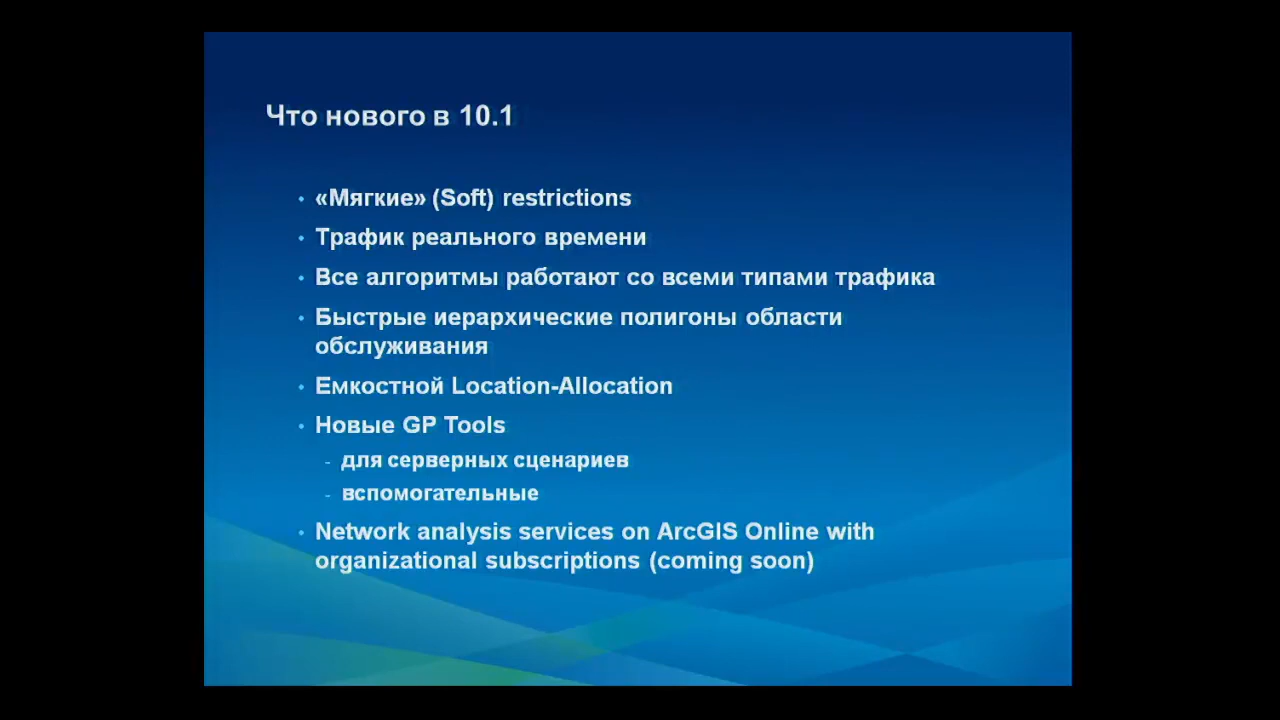 Что нового в 10.1
• «Мягкие» (Soft) restrictions
• Трафик реального времени
• Все алгоритмы работают со всеми типами трафика
• Быстрые иерархические полигоны области
обслуживания
• Емкостной Location-Allocation
• Новые GP Tools
- для серверных сценариев
- вспомогательные
• Network analysis services on ArcGIS Online with
organizational subscriptions (coming soon)